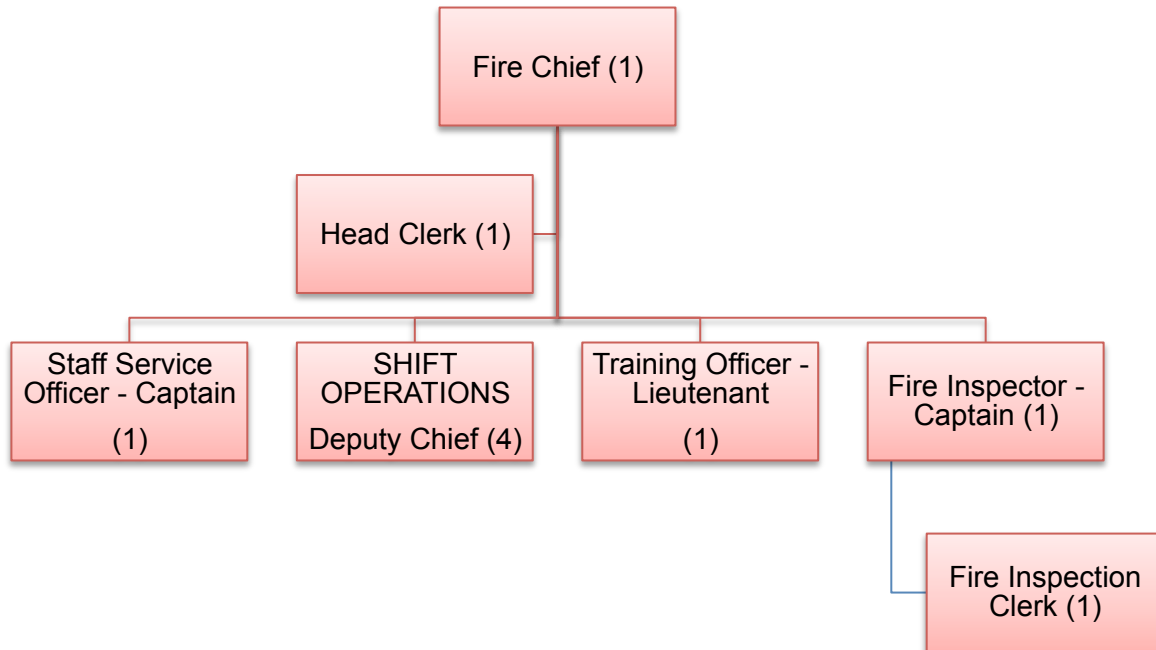 Fire Chief (1)
Head Clerk (1)
Staff Service
Officer - Captain
(1)
SHIFT
OPERATIONS
Deputy Chief (4)
Training Officer -
Lieutenant
(1)
Fire Inspector -
Captain (1)
Fire Inspection
Clerk (1)